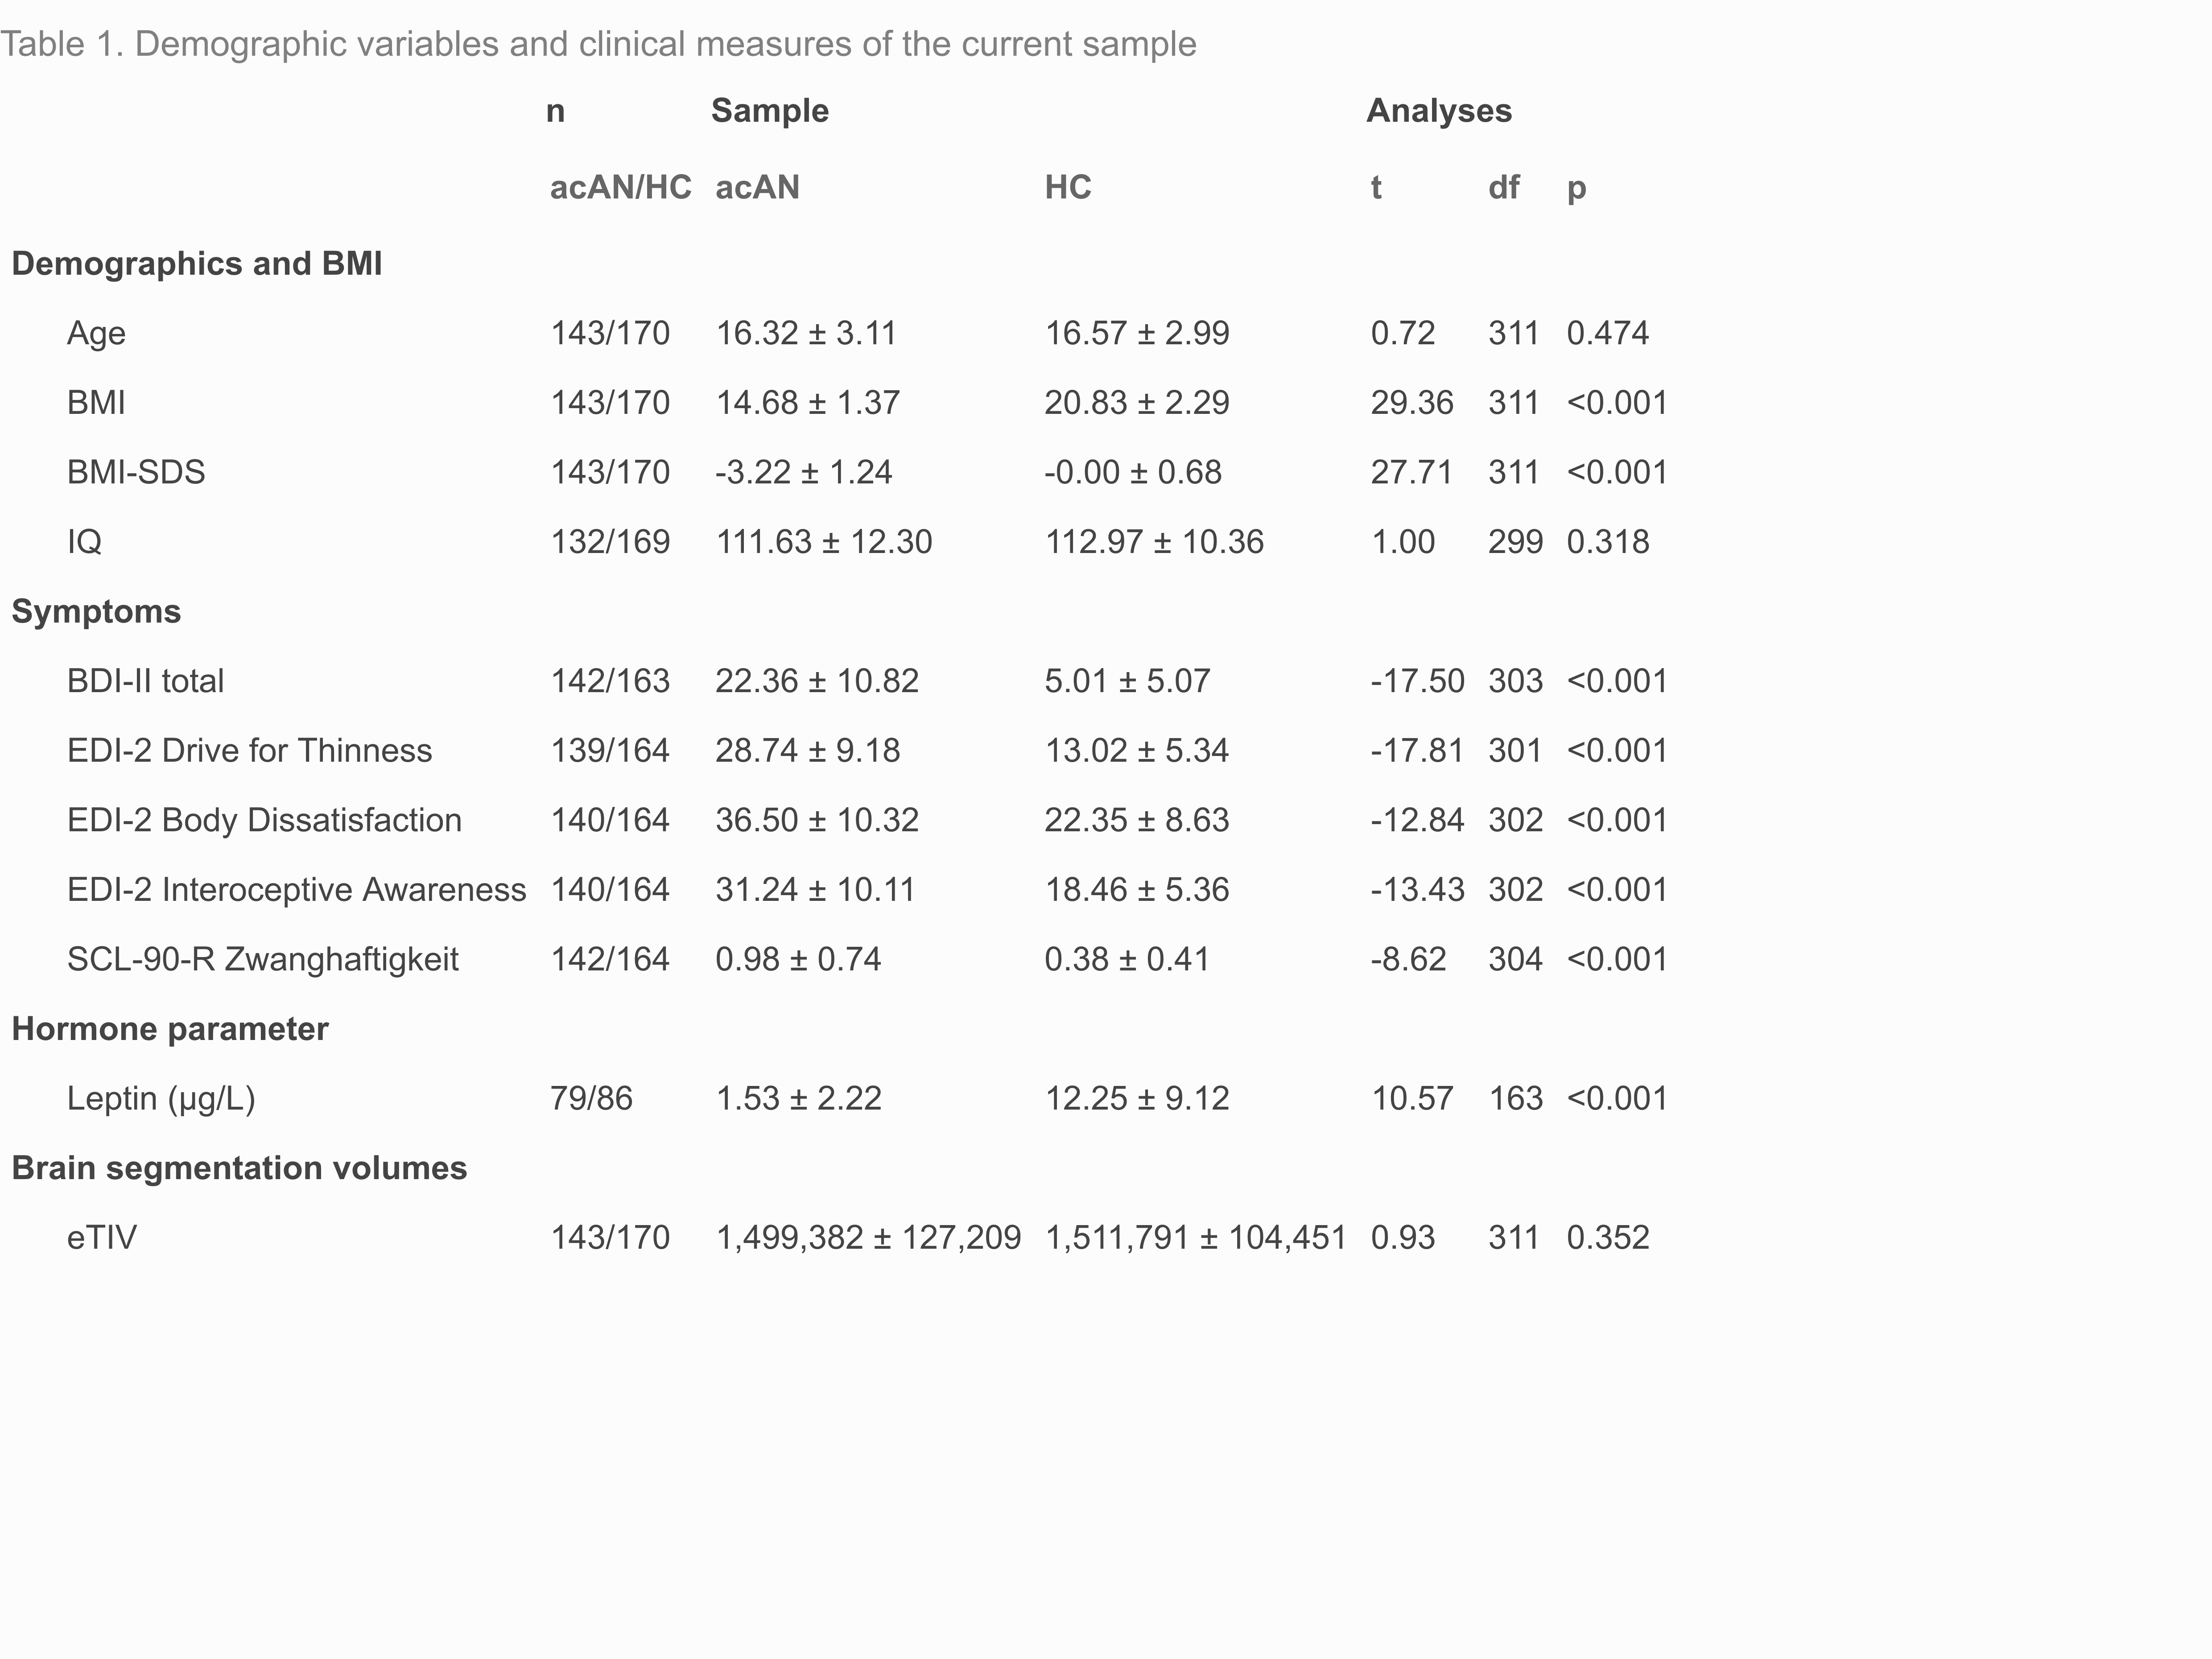 Table 1. Demographic variables and clinical measures of the current sample
n Sample Analyses
acAN/HC acAN HC t df p
Demographics and BMI
Age 143/170 16.32 ± 3.11 16.57 ± 2.99 0.72 311 0.474
BMI 143/170 14.68 ± 1.37 20.83 ± 2.29 29.36 311 <0.001
BMI-SDS 143/170 -3.22 ± 1.24 -0.00 ± 0.68 27.71 311 <0.001
IQ 132/169 111.63 ± 12.30 112.97 ± 10.36 1.00 299 0.318
Symptoms
BDI-II total 142/163 22.36 ± 10.82 5.01 ± 5.07 -17.50 303 <0.001
EDI-2 Drive for Thinness 139/164 28.74 ± 9.18 13.02 ± 5.34 -17.81 301 <0.001
EDI-2 Body Dissatisfaction 140/164 36.50 ± 10.32 22.35 ± 8.63 -12.84 302 <0.001
EDI-2 Interoceptive Awareness 140/164 31.24 ± 10.11 18.46 ± 5.36 -13.43 302 <0.001
SCL-90-R Zwanghaftigkeit 142/164 0.98 ± 0.74 0.38 ± 0.41 -8.62 304 <0.001
Hormone parameter
Leptin (µg/L) 79/86 1.53 ± 2.22 12.25 ± 9.12 10.57 163 <0.001
Brain segmentation volumes
eTIV 143/170 1,499,382 ± 127,209 1,511,791 ± 104,451 0.93 311 0.352